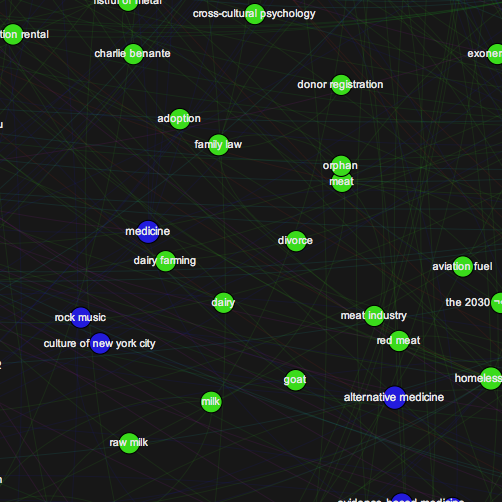 fistful of metal
cross-cultural psychology
tion rental
charlie benante
exoner
donor registration
adoption
family law
orphan
meat
medicine
divorce
dairy farming
aviation fuel
dairy
the 2030
meat industry
rock music
red meat
culture of new york city
goat
homeless
alternative medicine
milk
raw milk
evidence-based medicine